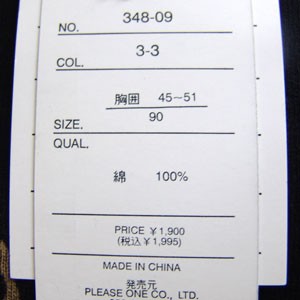 NO. 348-09
COL. 3-3
胸囲 45～51
SIZE. 90
QUAL.
綿 100%
PRICE ¥1,900
(税込¥1,995)
MADE IN CHINA
発売元
PLEASE ONE CO., LTD.